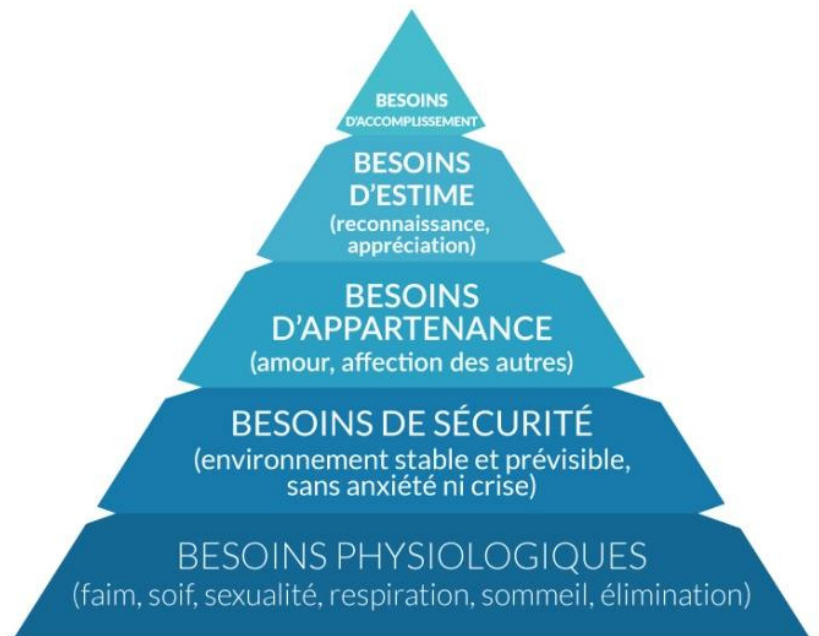 BESOINS
D'ACCOMPLISSEMENT
BESOINS
D'ESTIME
(reconnaissance,
appréciation)
BESOINS
D'APPARTENANCE
(amour, affection des autres)
BESOINS DE SÉCURITÉ
(environnement stable et prévisible,
sans anxiété ni crise)
BESOINS PHYSIOLOGIQUES
(faim, soif, sexualité, respiration, sommeil, élimination)